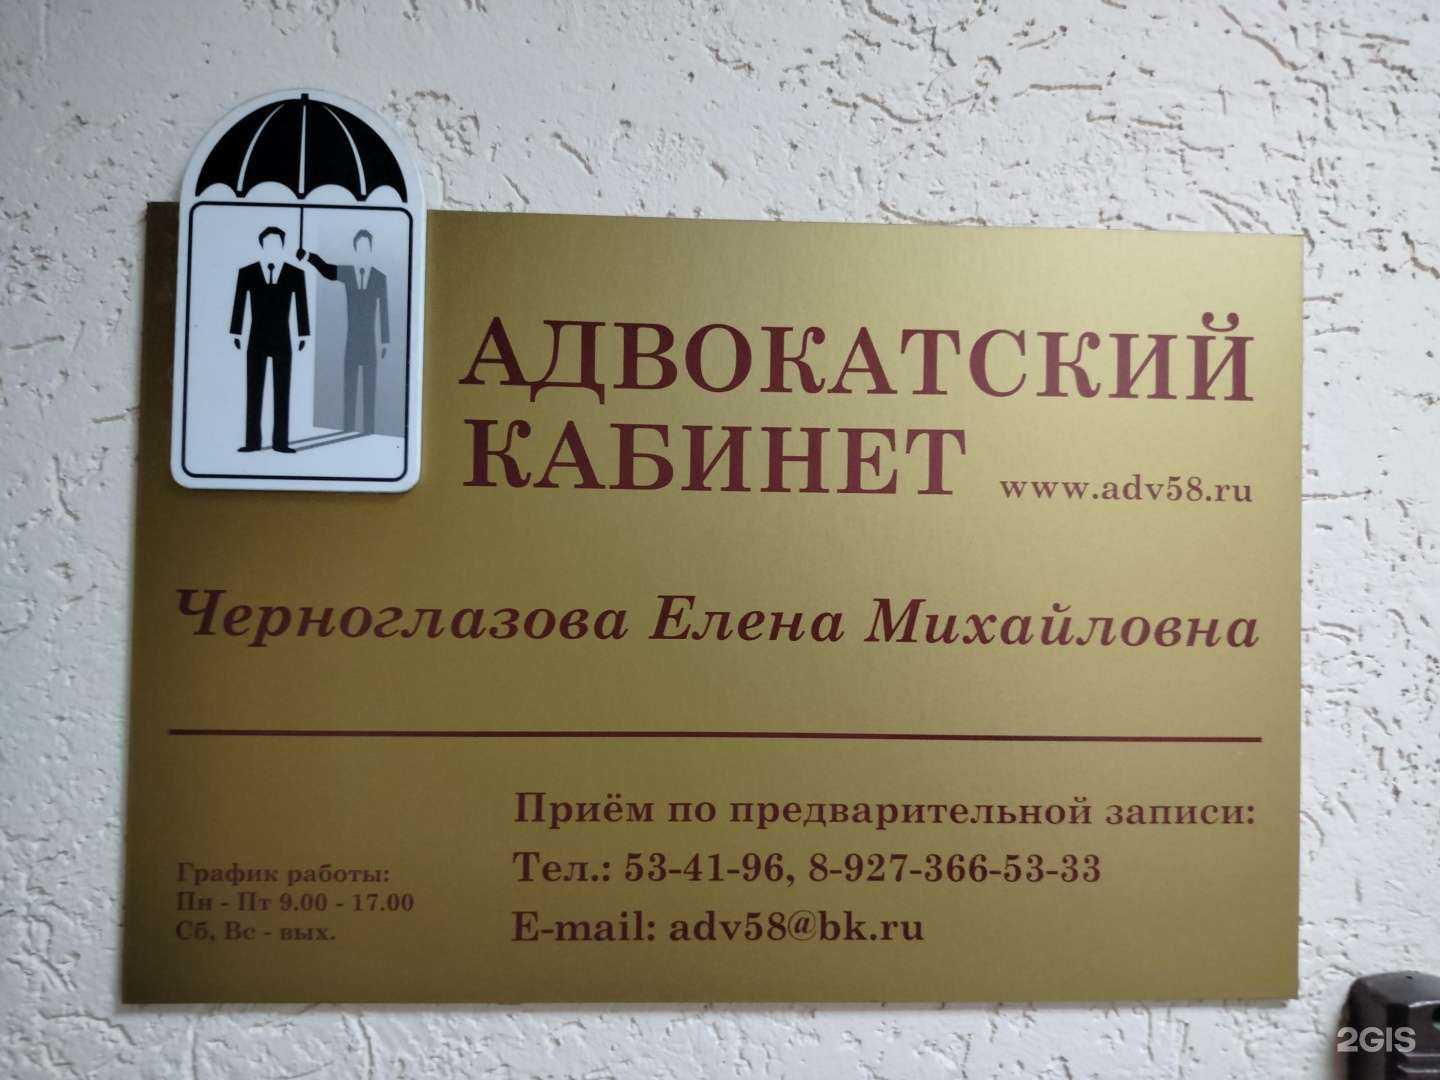 АДВОКАТСКИЙ
КАБИНЕТ www.adv58.ru
Черноглазова Елена Михайловна
Приём по предварительной записи:
Тел.: 53-41-96, 8-927-366-53-33
E-mail: adv58@bk.ru
График работы:
Пн - Пт 9.00 - 17.00
Сб, Вс - вых.
2GIS